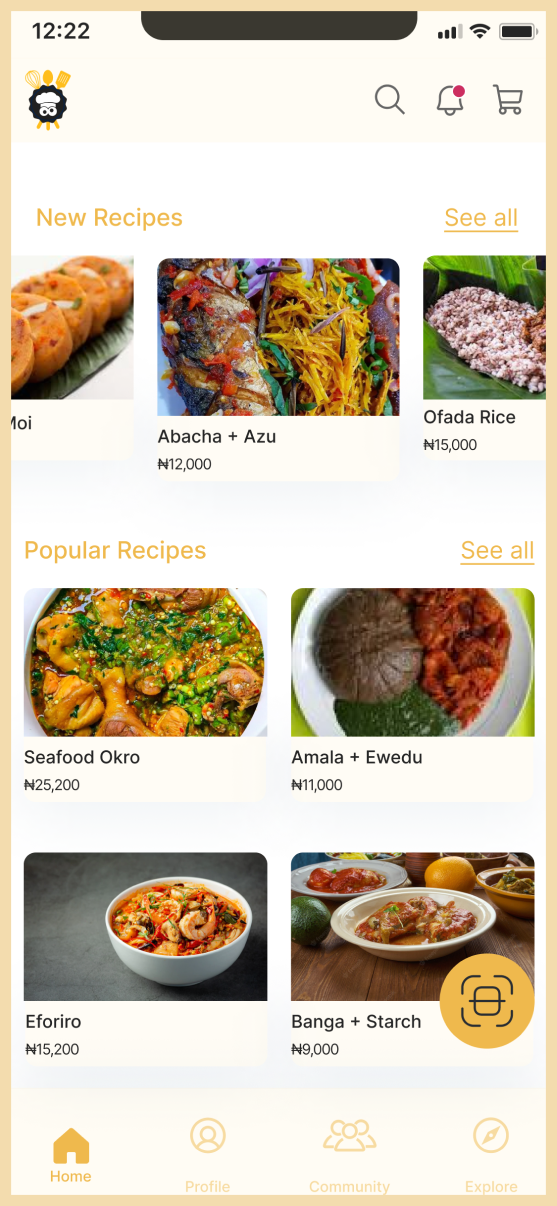 12:22
New Recipes See all
Abacha + Azu
₦12,000
Ofada Rice
₦15,000
Popular Recipes See all
Seafood Okro
₦25,200
Amala + Ewedu
₦11,000
Eforiro
₦15,200
Banga + Starch
₦9,000
Home Profile Community Explore